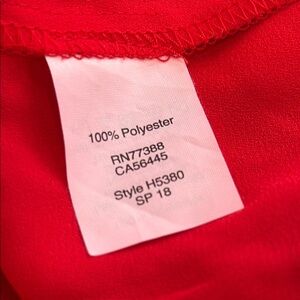 100% Polyester
RN77388
CA56445
Style H5380
SP 18